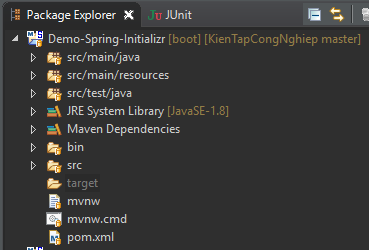 Package Explorer JUnit
Demo-Spring-Initializr [boot] [KienTapCongNghiep master]
src/main/java
src/main/resources
src/test/java
JRE System Library [JavaSE-1.8]
Maven Dependencies
bin
src
target
mvnw
mvnw.cmd
pom.xml